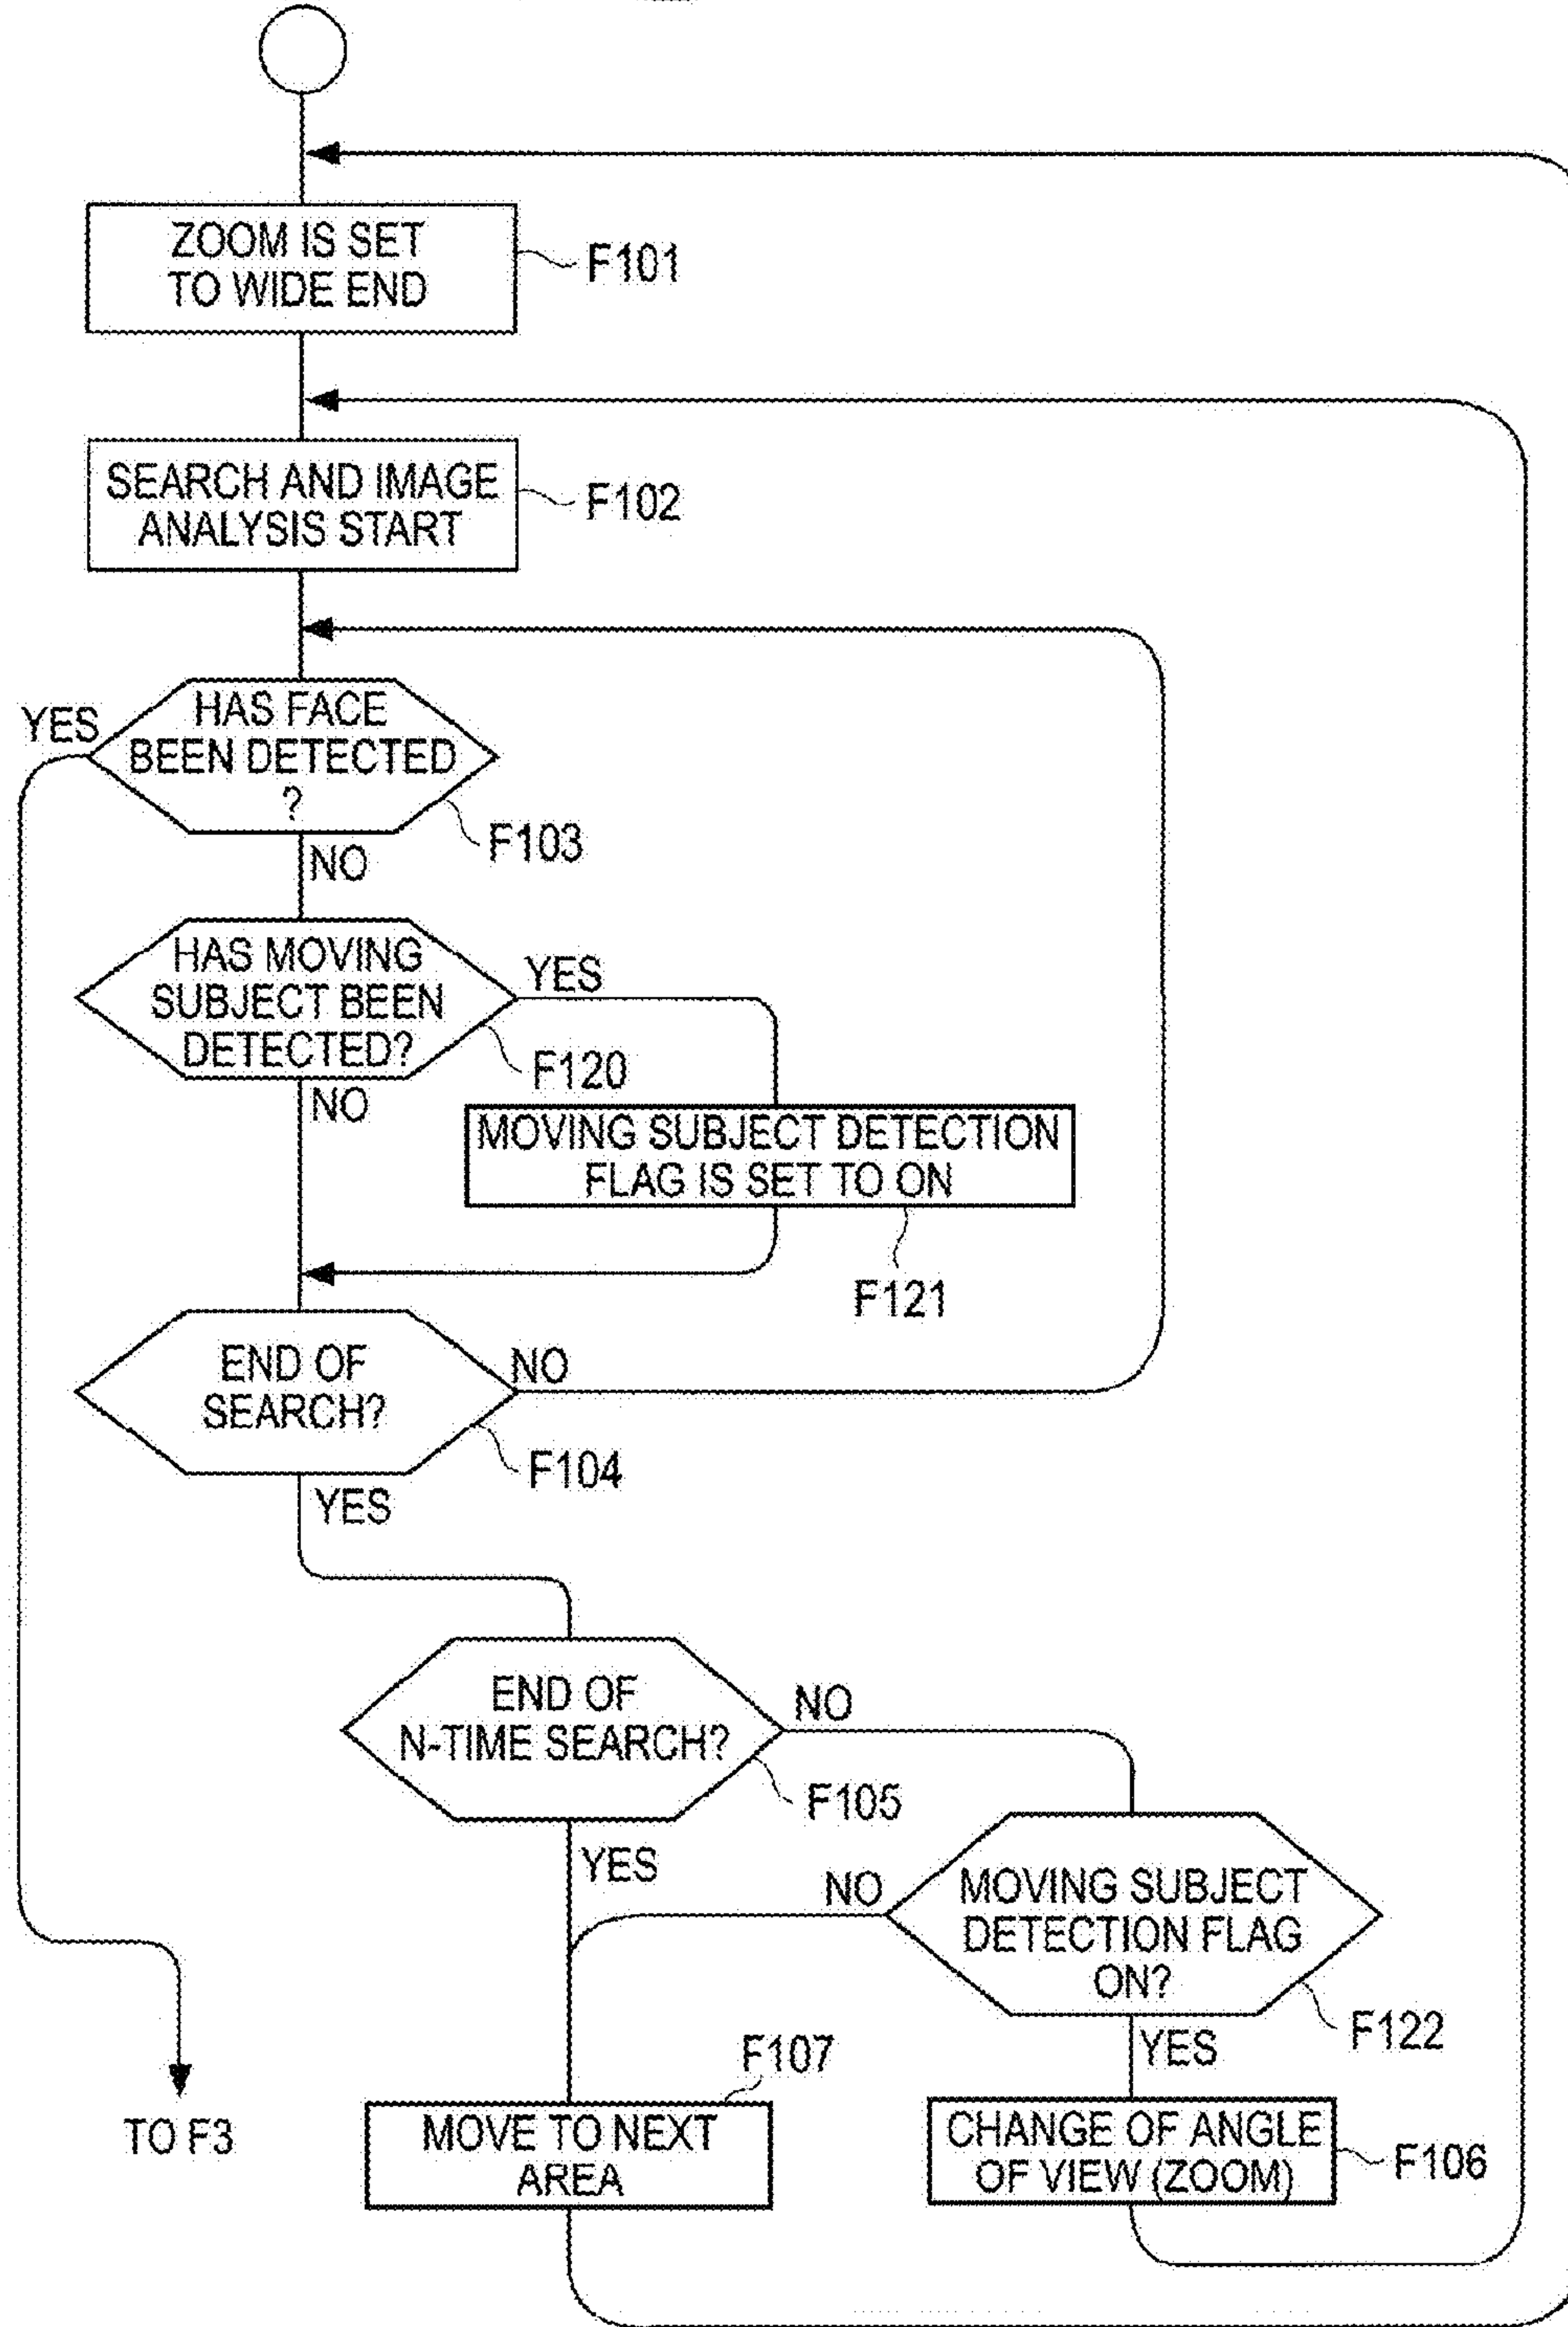 ZOOM IS SET
TO WIDE END
F101
SEARCH AND IMAGE
ANALYSIS START
F102
YES
HAS FACE
BEEN DETECTED
?
F103
NO
HAS MOVING
SUBJECT BEEN
DETECTED?
YES
F120
NO
MOVING SUBJECT DETECTION
FLAG IS SET TO ON
F121
END OF
SEARCH?
NO
F104
YES
END OF
N-TIME SEARCH?
NO
F105
YES
NO
MOVING SUBJECT
DETECTION FLAG
ON?
F122
YES
F107
TO F3
MOVE TO NEXT
AREA
CHANGE OF ANGLE
OF VIEW (ZOOM)
F106